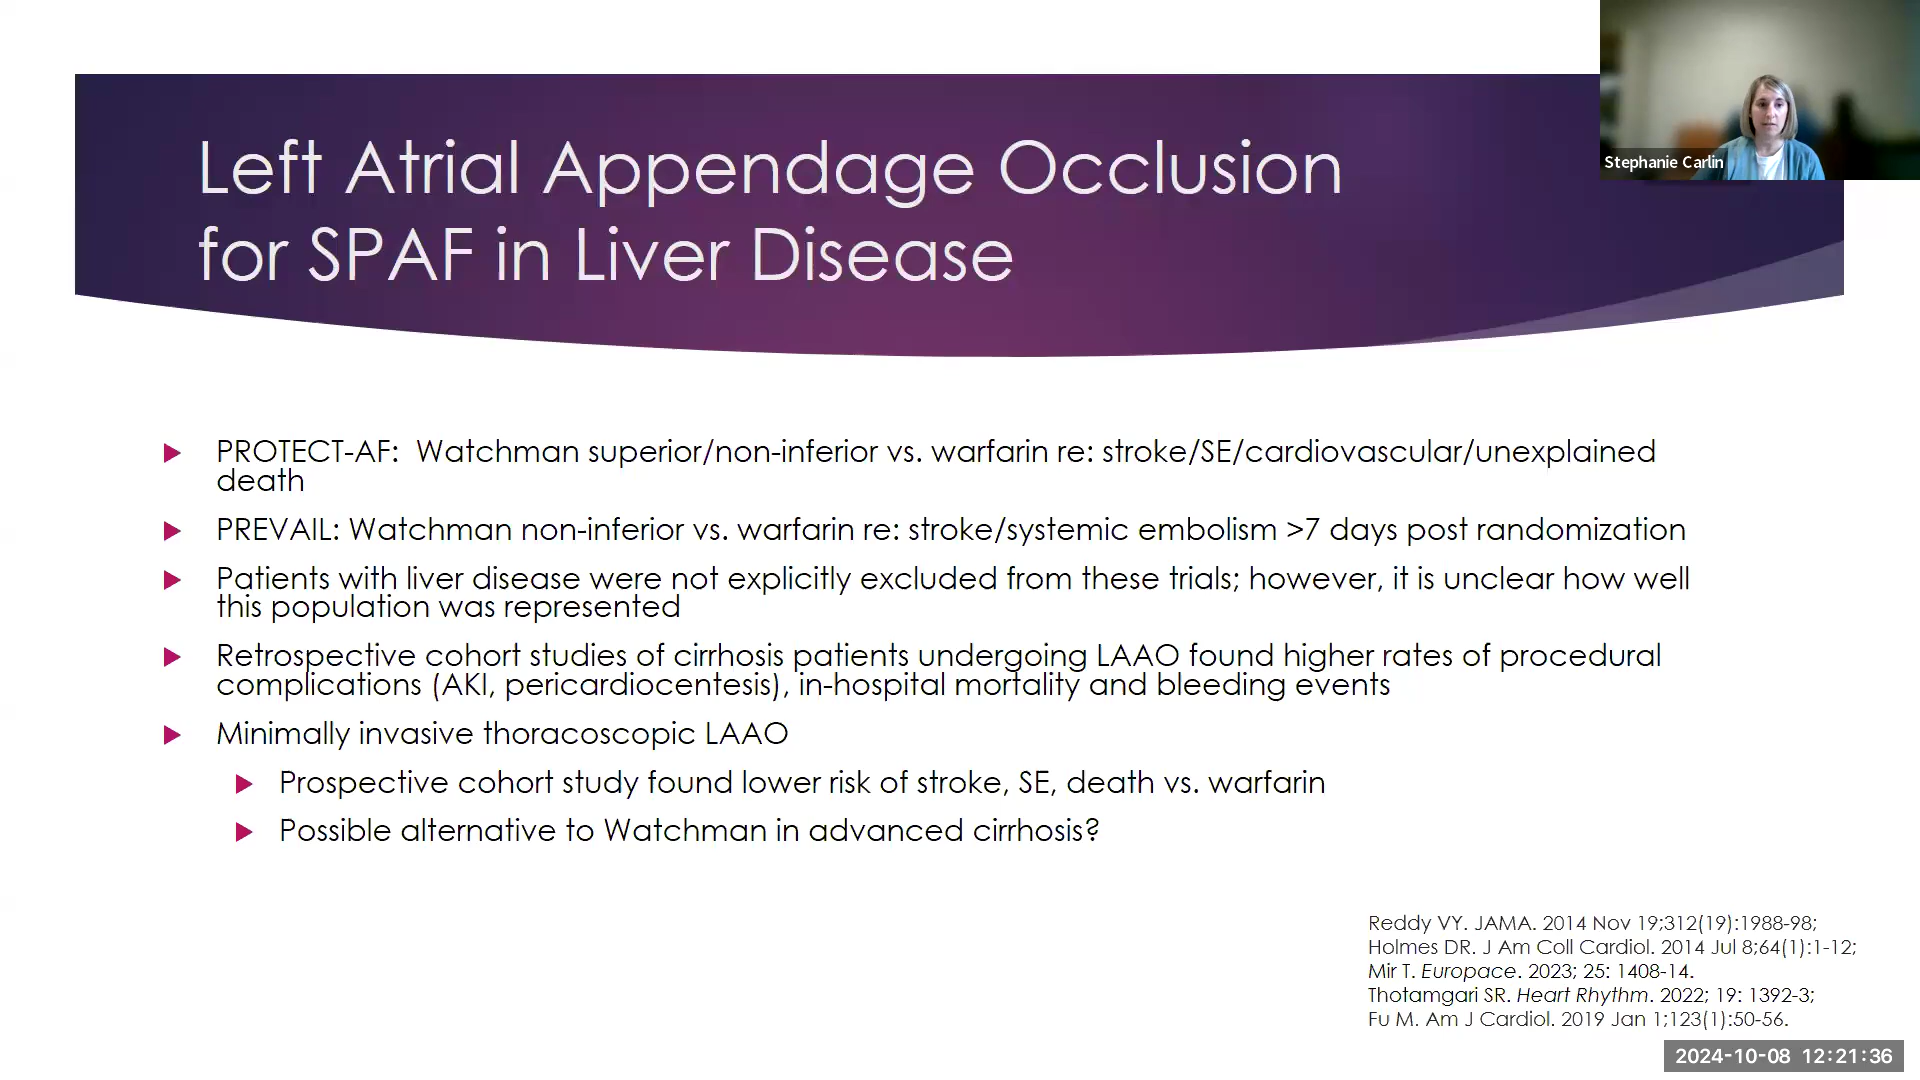 Left Atrial Appendage Occlusion
for SPAF in Liver Disease
Stephanie Carlin
PROTECT-AF:  Watchman superior/non-inferior vs. warfarin re: stroke/SE/cardiovascular/unexplained
death
PREVAIL: Watchman non-inferior vs. warfarin re: stroke/systemic embolism >7 days post randomization
Patients with liver disease were not explicitly excluded from these trials; however, it is unclear how well
this population was represented
Retrospective cohort studies of cirrhosis patients undergoing LAAO found higher rates of procedural
complications (AKI, pericardiocentesis), in-hospital mortality and bleeding events
Minimally invasive thoracoscopic LAAO
Prospective cohort study found lower risk of stroke, SE, death vs. warfarin
Possible alternative to Watchman in advanced cirrhosis?
Reddy VY. JAMA. 2014 Nov 19;312(19):1988-98;
Holmes DR. J Am Coll Cardiol. 2014 Jul 8;64(1):1-12;
Mir T. Europace. 2023; 25: 1408-14.
Thotamgari SR. Heart Rhythm. 2022; 19: 1392-3;
Fu M. Am J Cardiol. 2019 Jan 1;123(1):50-56.
2024-10-08 12:21:36